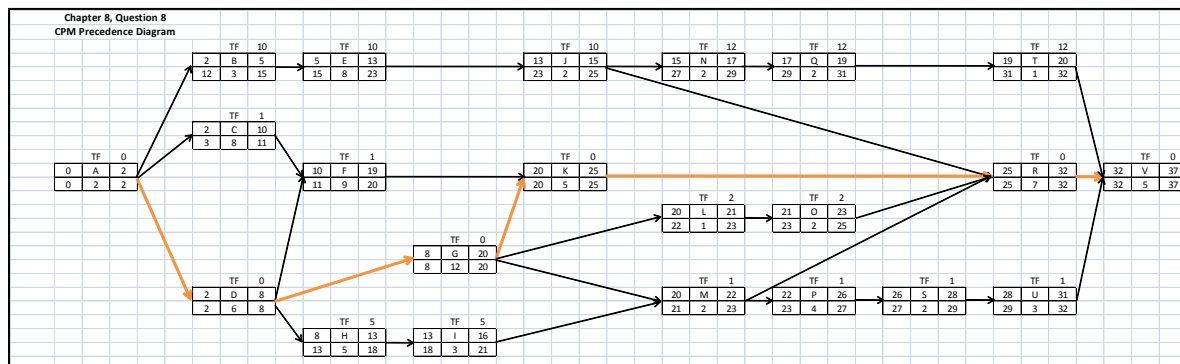 Chapter 8, Question 8
CPM Precedence Diagram
TF 10
2 B 5
12 3 15
TF 10
5 E 13
15 8 23
TF 10
13 J 15
23 2 25
TF 12
15 N 17
27 2 29
TF 12
17 Q 19
29 2 31
TF 12
19 T 20
31 1 32
TF 1
2 C 10
3 8 11
TF 0
0 A 2
0 2 2
TF 1
10 F 19
11 9 20
TF 0
20 K 25
20 5 25
TF 0
25 R 32
25 7 32
TF 0
32 V 37
32 5 37
TF 2
20 L 21
22 1 23
TF 2
21 O 23
23 2 25
TF 0
8 G 20
8 12 20
TF 0
2 D 8
2 6 8
TF 1
20 M 22
21 2 23
TF 1
22 P 26
23 4 27
TF 1
26 S 28
27 2 29
TF 1
28 U 31
29 3 32
TF 5
8 H 13
13 5 18
TF 5
13 I 16
18 3 21